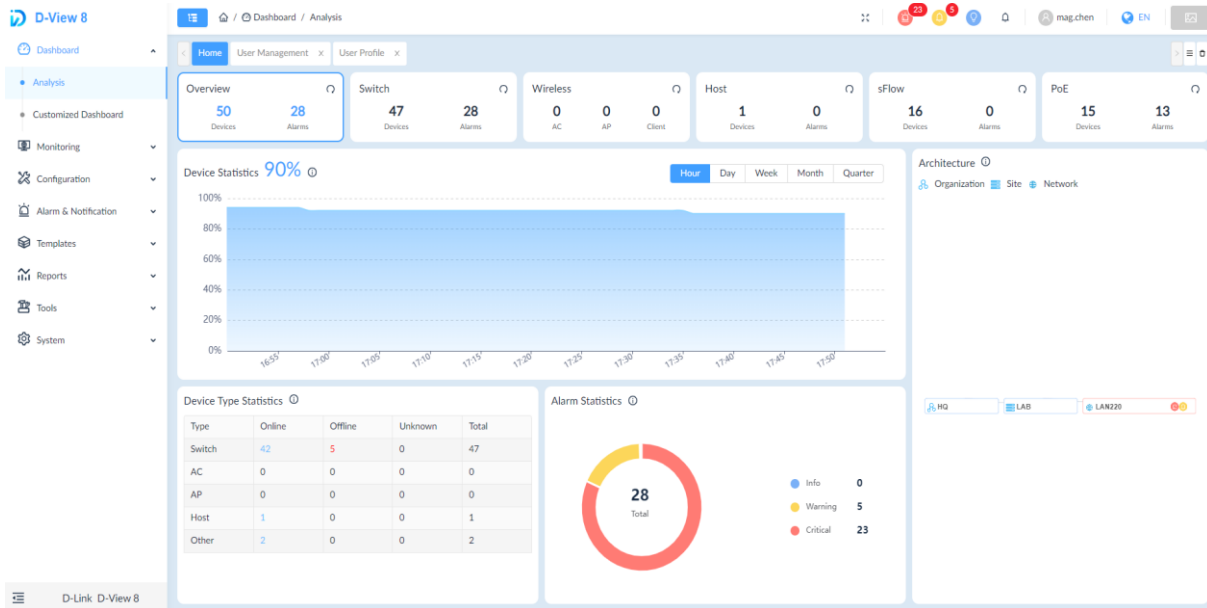 D-View 8
/ Dashboard / Analysis
23
5
mag.chen
EN
Dashboard
Analysis
Customized Dashboard
Monitoring
Configuration
Alarm & Notification
Templates
Reports
Tools
System
D-Link D-View 8
Home
User Management x
User Profile x
Overview
50 28
Devices Alarms
Switch
47 28
Devices Alarms
Wireless
0 0 0
AC AP Client
Host
1 0
Devices Alarms
sFlow
16 0
Devices Alarms
PoE
15 13
Devices Alarms
Device Statistics 90%
Hour Day Week Month Quarter
100%
80%
60%
40%
20%
0%
16:55 17:00 17:05 17:10 17:15 17:20 17:25 17:30 17:35 17:40 17:45 17:50
Architecture
Organization Site Network
HQ LAB LAN220
Device Type Statistics
Type Online Offline Unknown Total
Switch 42 5 0 47
AC 0 0 0 0
AP 0 0 0 0
Host 1 0 0 1
Other 2 0 0 2
Alarm Statistics
28
Total
Info 0
Warning 5
Critical 23